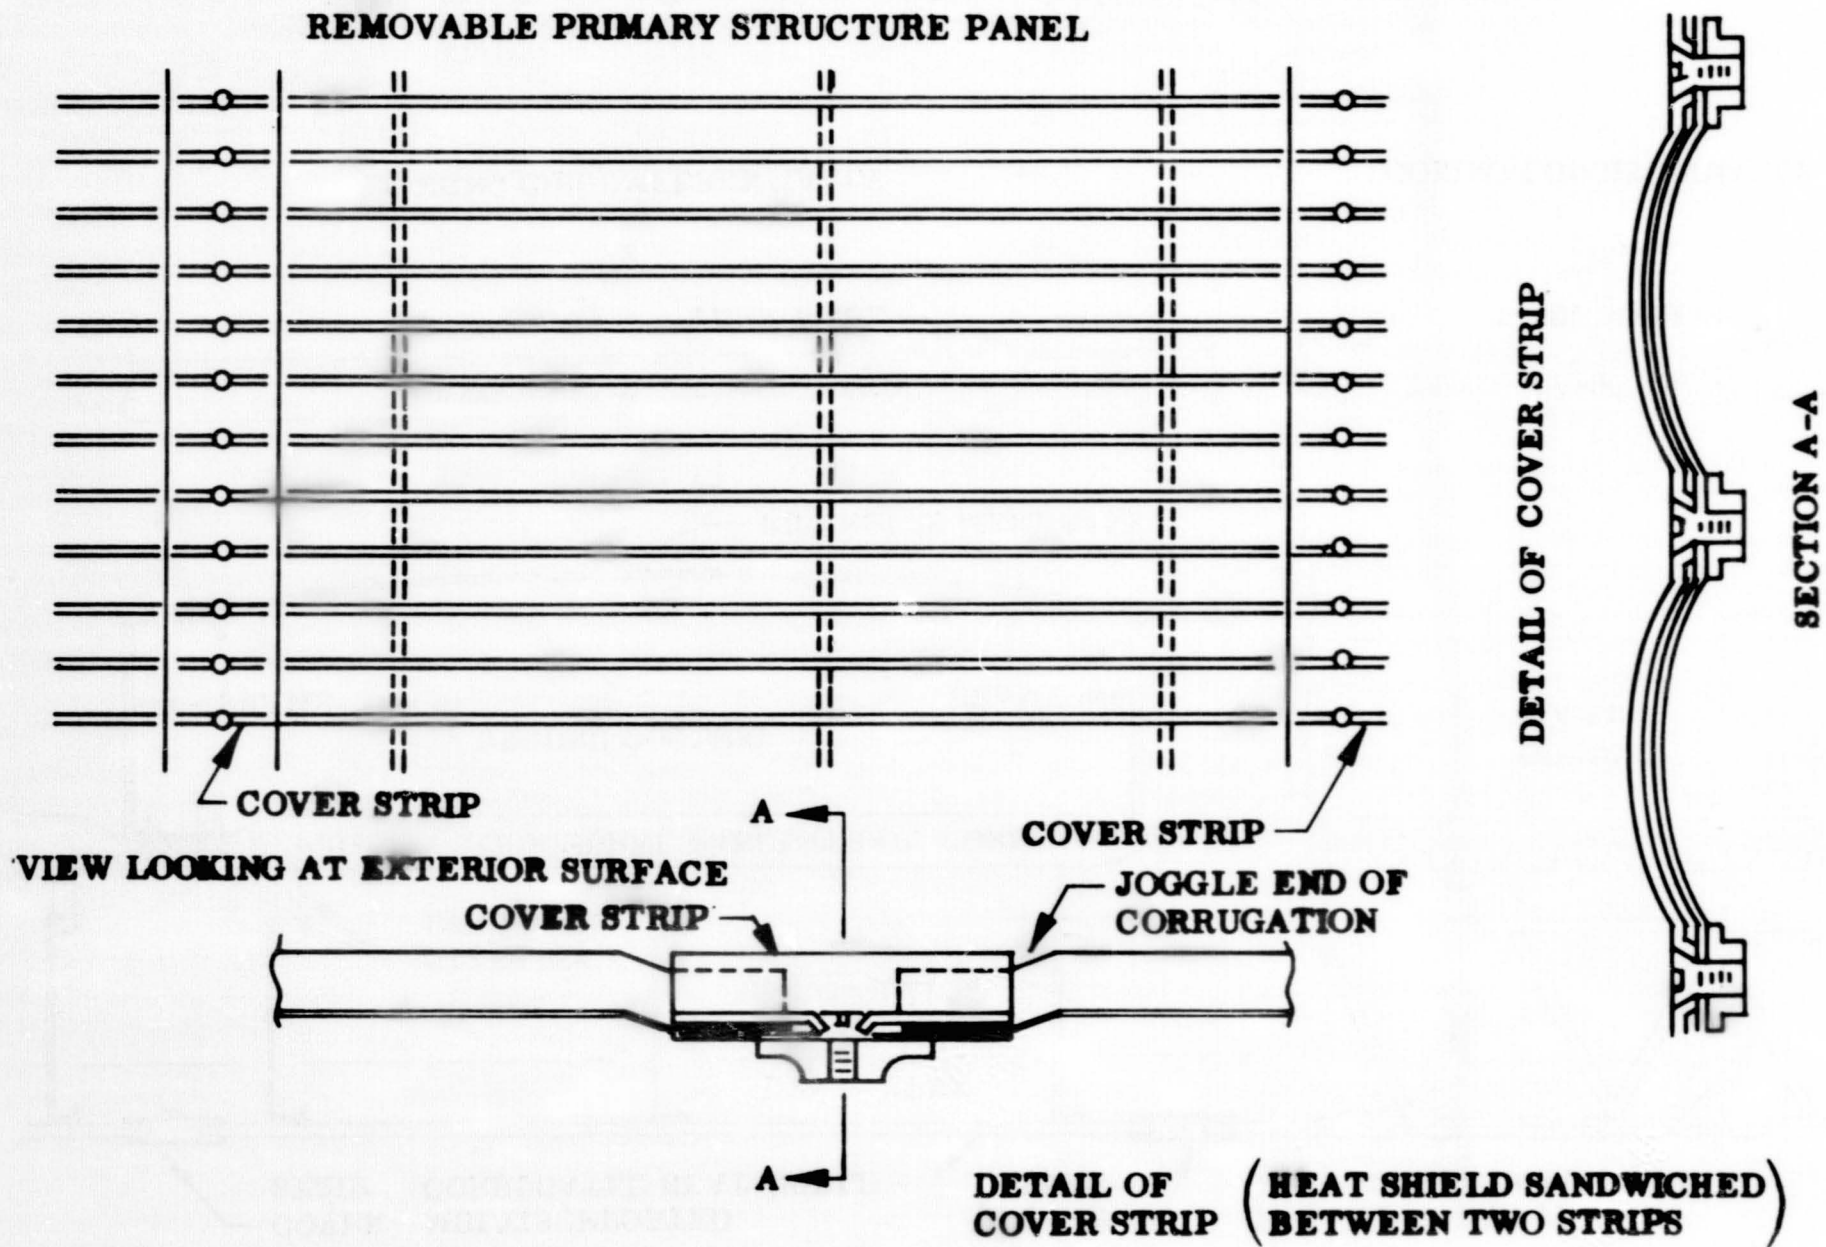 REMOVABLE PRIMARY STRUCTURE PANEL
COVER STRIP
VIEW LOOKING AT EXTERIOR SURFACE
COVER STRIP
A
COVER STRIP
JOGGLE END OF
CORRUGATION
A
DETAIL OF
COVER STRIP
(HEAT SHIELD SANDWICHED
BETWEEN TWO STRIPS)
DETAIL OF COVER STRIP
SECTION A-A